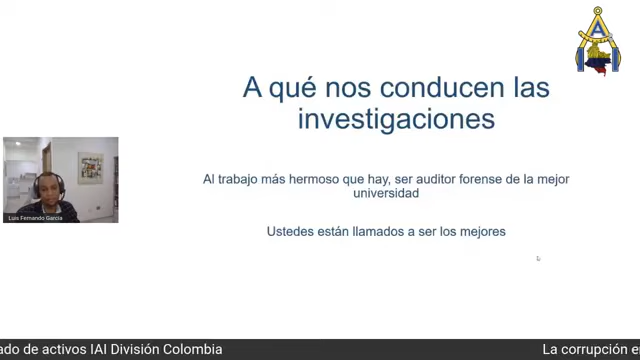 A qué nos conducen las
investigaciones
Al trabajo más hermoso que hay, ser auditor forense de la mejor
universidad
Ustedes están llamados a ser los mejores
Luis Fernando Garcia
ado de activos IAI División Colombia
La corrupción e
A
I I